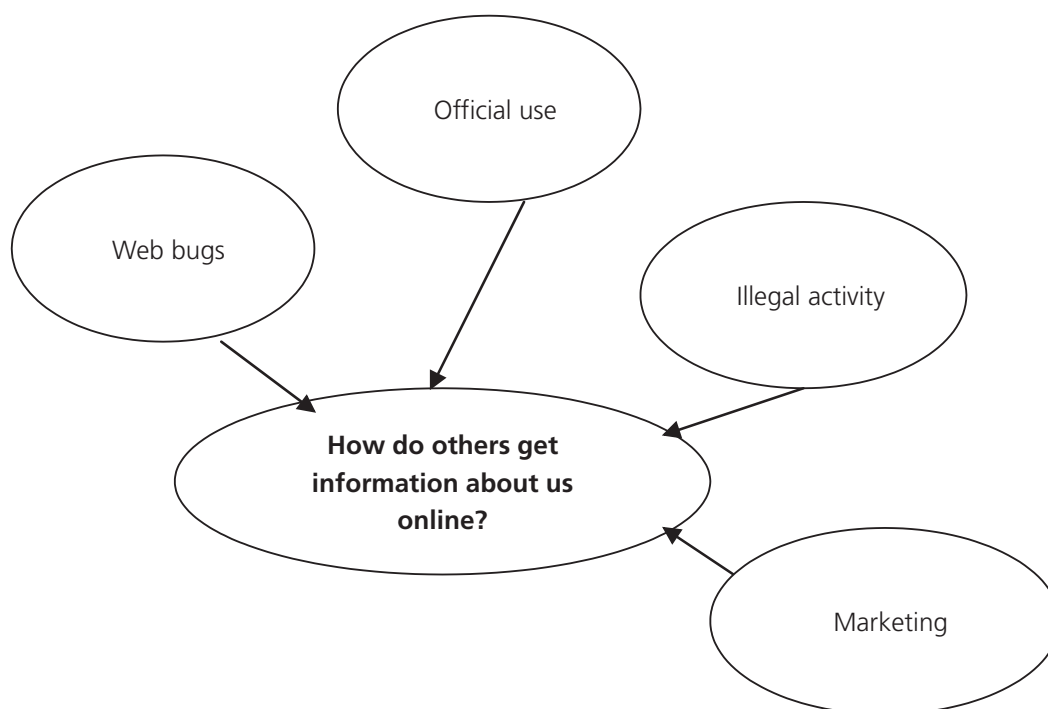 Official use
Web bugs
Illegal activity
How do others get
information about us
online?
Marketing